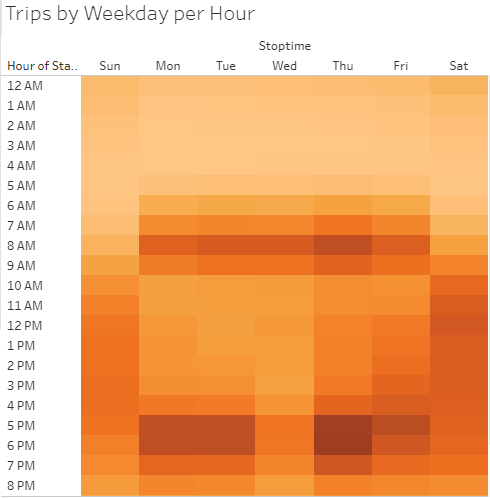 Trips by Weekday per Hour
Stoptime
Hour of Sta.. Sun Mon Tue Wed Thu Fri Sat
12 AM
1 AM
2 AM
3 AM
4 AM
5 AM
6 AM
7 AM
8 AM
9 AM
10 AM
11 AM
12 PM
1 PM
2 PM
3 PM
4 PM
5 PM
6 PM
7 PM
8 PM